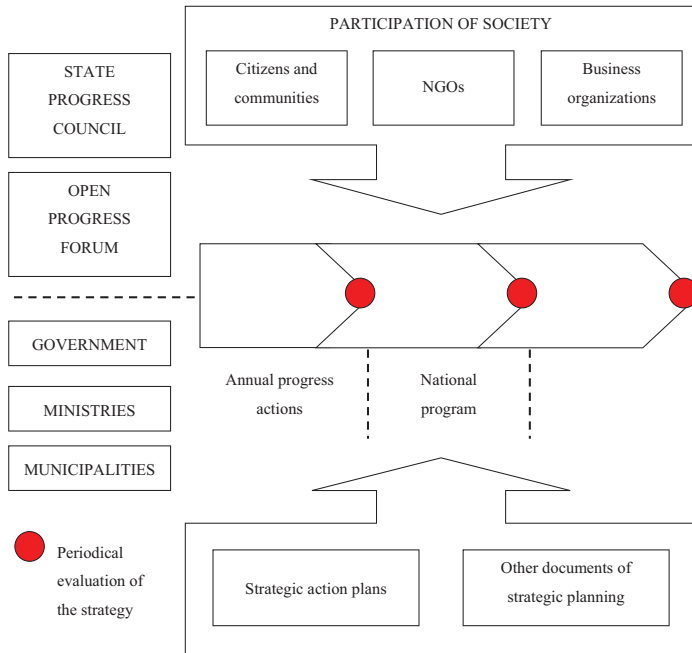 PARTICIPATION OF SOCIETY
Citizens and
communities
NGOs
Business
organizations
STATE
PROGRESS
COUNCIL
OPEN
PROGRESS
FORUM
GOVERNMENT
MINISTRIES
MUNICIPALITIES
Annual progress
actions
National
program
Periodical
evaluation of
the strategy
Strategic action plans
Other documents of
strategic planning